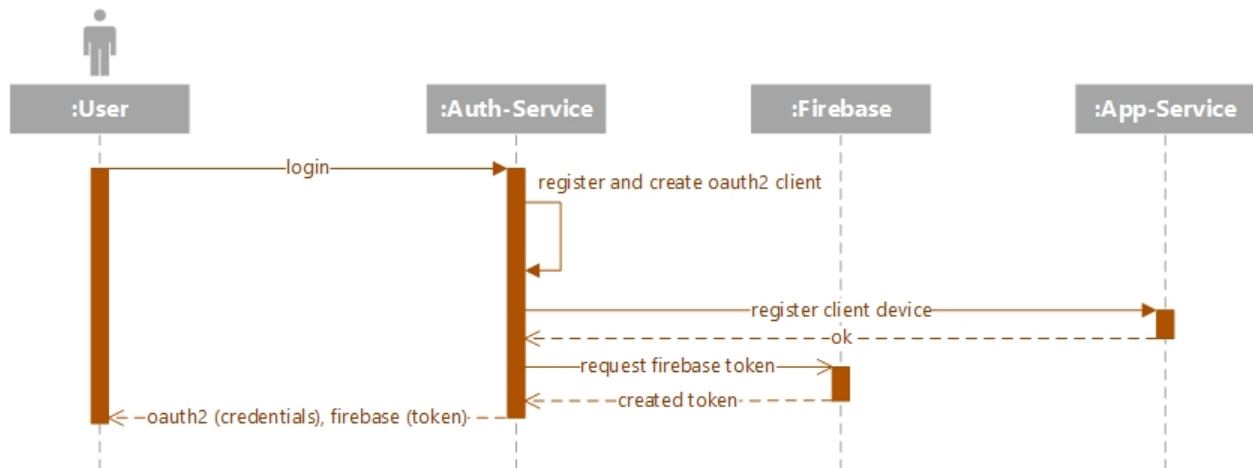 :User
:Auth-Service
:Firebase
:App-Service
login
register and create oauth2 client
register client device
ok
request firebase token
created token
oauth2 (credentials), firebase (token)